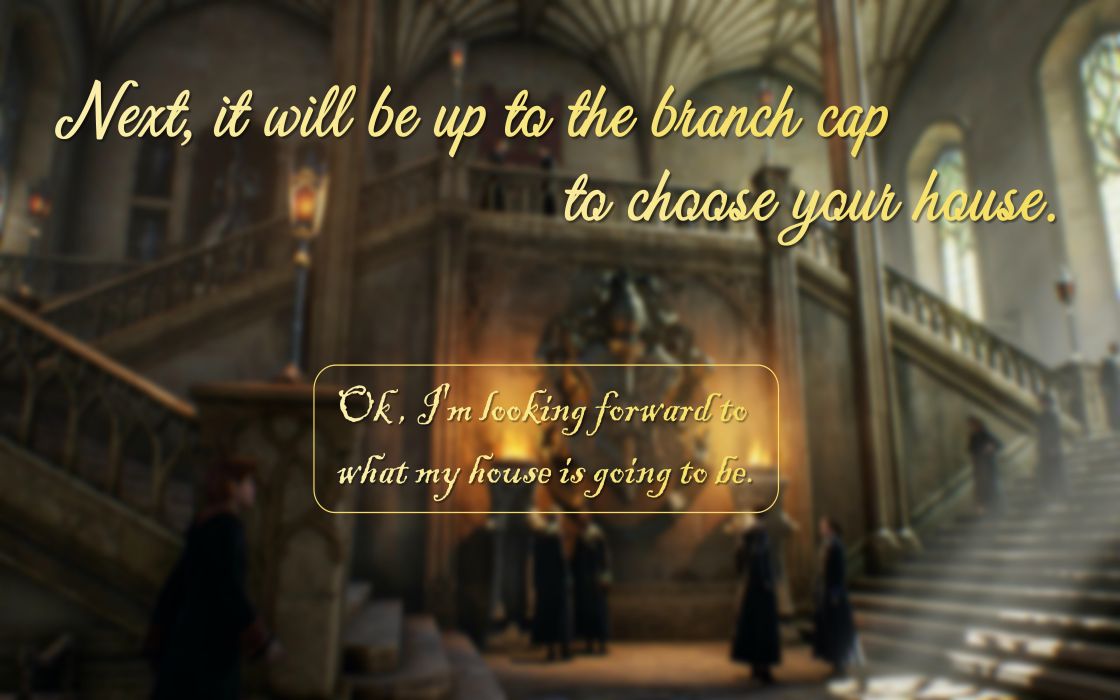 Next, it will be up to the branch cap
to choose your house.
Ok, I'm looking forward to
what my house is going to be.